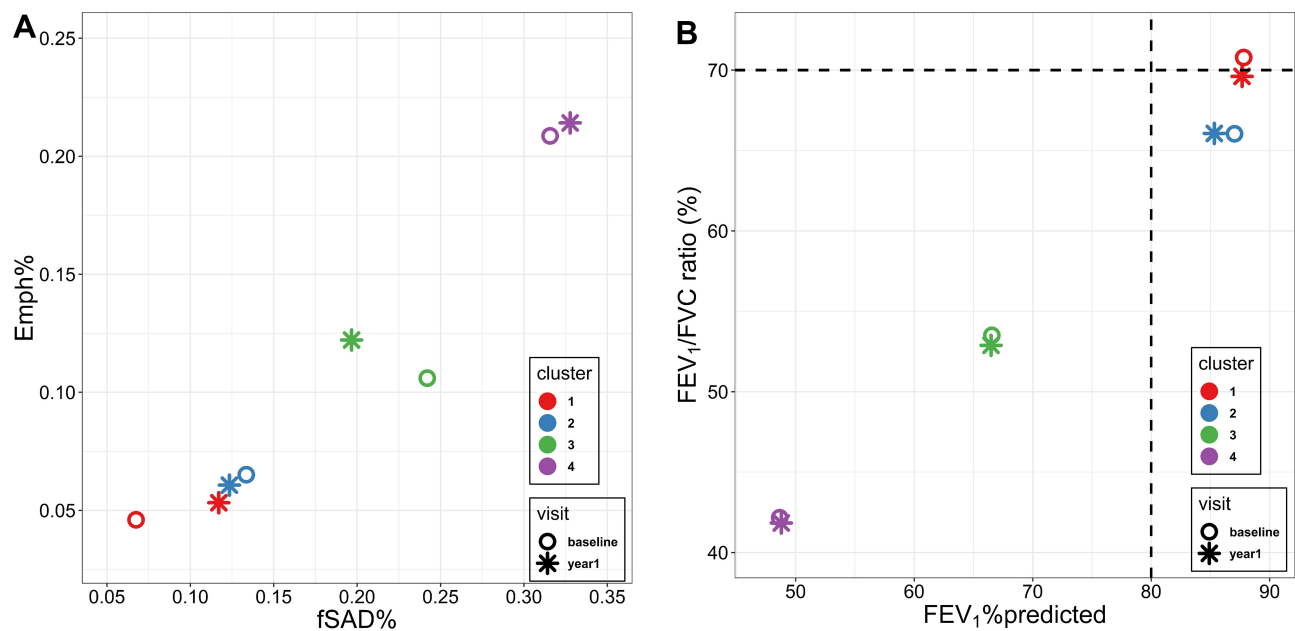 A
0.25
0.20
0.15
0.10
0.05
Emph%
0.05 0.10 0.15 0.20 0.25 0.30 0.35
fSAD%
cluster
1
2
3
4
visit
baseline
year1
B
70
60
50
40
FEV₁/FVC ratio (%)
50 60 70 80 90
FEV₁%predicted
cluster
1
2
3
4
visit
baseline
year1